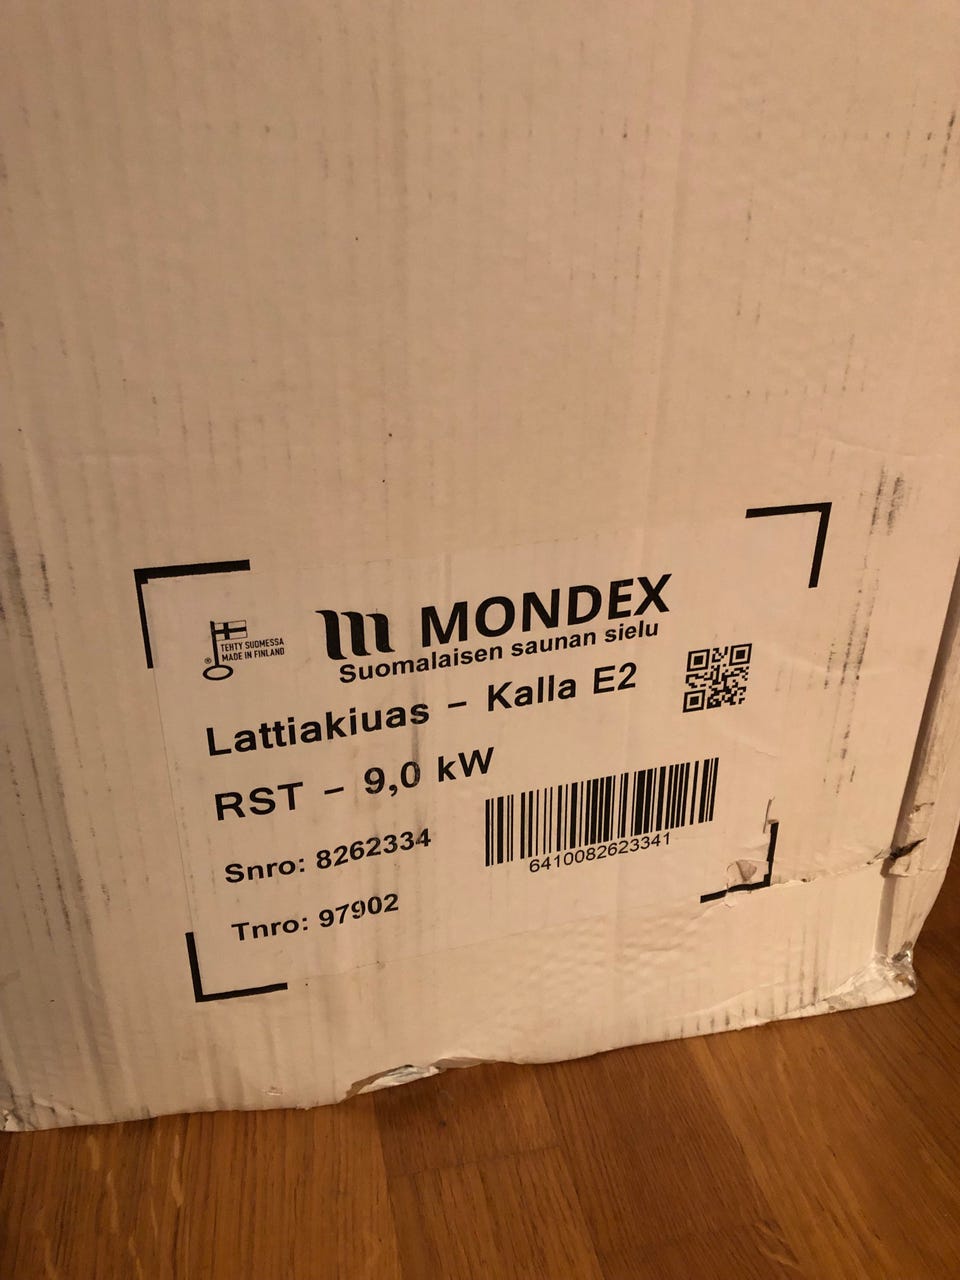 TEHTY SUOMESSA
MADE IN FINLAND
®
MONDEX
Suomalaisen saunan sielu
Lattiakiuas – Kalla E2
RST – 9,0 kW
Snro: 8262334
6410082623341
Tnro: 97902